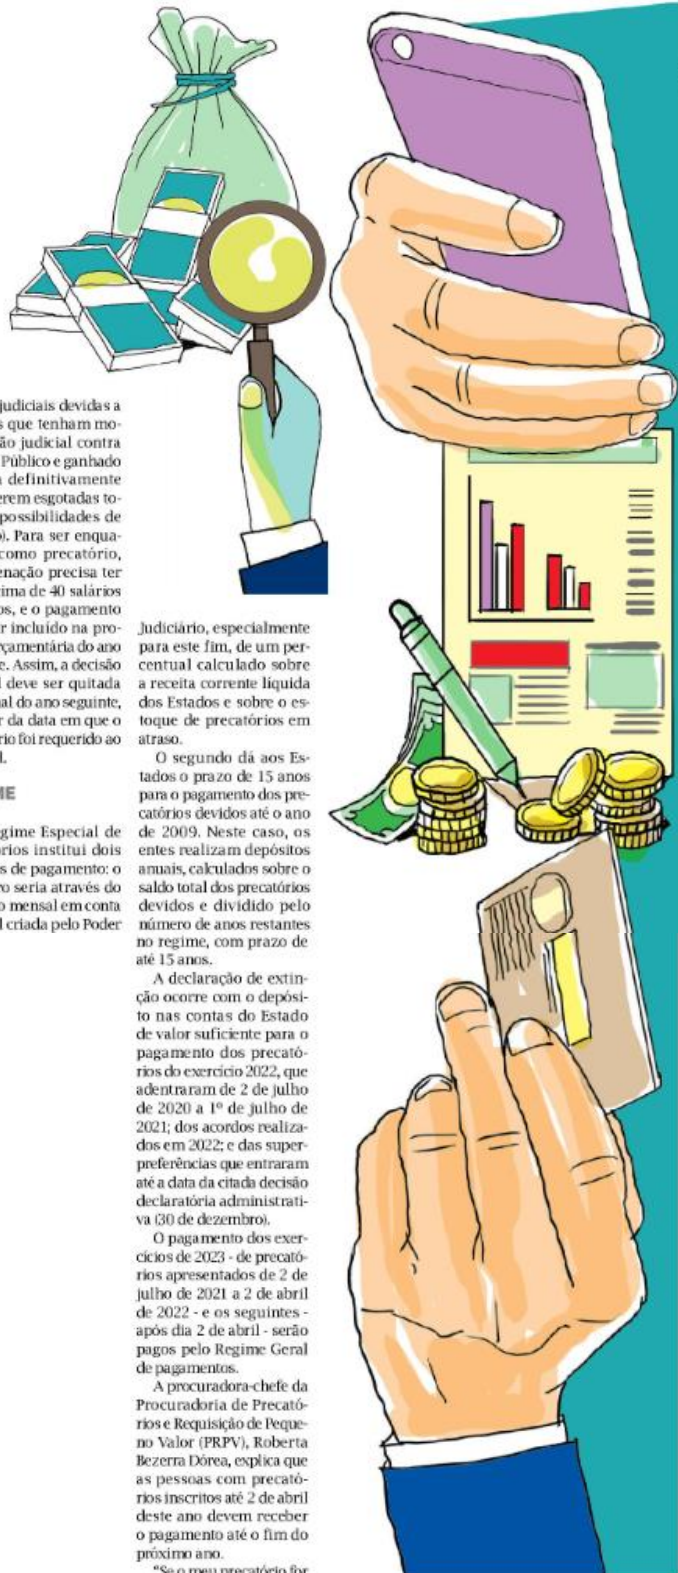 judiciais devidas a
s que tenham mo-
ão judicial contra
Público e ganhado
definitivamente
erem esgotadas to-
possibilidades de
o). Para ser enqua-
como precatório,
enação precisa ter
ima de 40 salários
os, e o pagamento
r incluído na pro-
rçamentária do ano
e. Assim, a decisão
l deve ser quitada
nal do ano seguinte,
r da data em que o
rio foi requerido ao
l.
ME
gime Especial de
rios institui dois
s de pagamento: o
ro seria através do
o mensal em conta
l criada pelo Poder
Judiciário, especialmente
para este fim, de um per-
centual calculado sobre
a receita corrente líquida
dos Estados e sobre o es-
toque de precatórios em
atraso.
O segundo dá aos Es-
tados o prazo de 15 anos
para o pagamento dos pre-
catórios devidos até o ano
de 2009. Neste caso, os
entes realizam depósitos
anuais, calculados sobre o
saldo total dos precatórios
devidos e dividido pelo
número de anos restantes
no regime, com prazo de
até 15 anos.
A declaração de extin-
ção ocorre com o depósi-
to nas contas do Estado
de valor suficiente para o
pagamento dos precató-
rios do exercício 2022, que
adentraram de 2 de julho
de 2020 a 1º de julho de
2021; dos acordos realiza-
dos em 2022; e das super-
preferências que entraram
até a data da citada decisão
declaratória administrati-
va (30 de dezembro).
O pagamento dos exer-
cícios de 2023 - de precató-
rios apresentados de 2 de
julho de 2021 a 2 de abril
de 2022 - e os seguintes -
após dia 2 de abril - serão
pagos pelo Regime Geral
de pagamentos.
A procuradora-chefe da
Procuradoria de Precató-
rios e Requisição de Peque-
no Valor (PRPV), Roberta
Bezerra Dórea, explica que
as pessoas com precató-
rios inscritos até 2 de abril
deste ano devem receber
o pagamento até o fim do
próximo ano.
"Se o meu precatório for